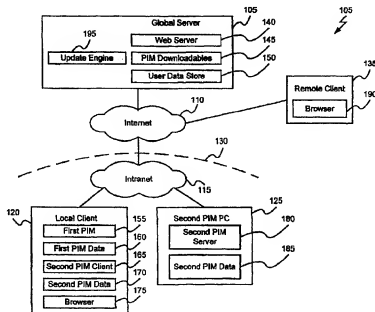 Global Server
105
105
195
Update Engine
Web Server
140
PIM Downloadables
145
User Data Store
150
110
Internet
Remote Client
135
Browser
190
130
Intranet
115
120
Local Client
First PIM
155
First PIM Data
160
Second PIM Client
165
Second PIM Data
170
Browser
175
Second PIM PC
125
Second PIM Server
180
Second PIM Data
185